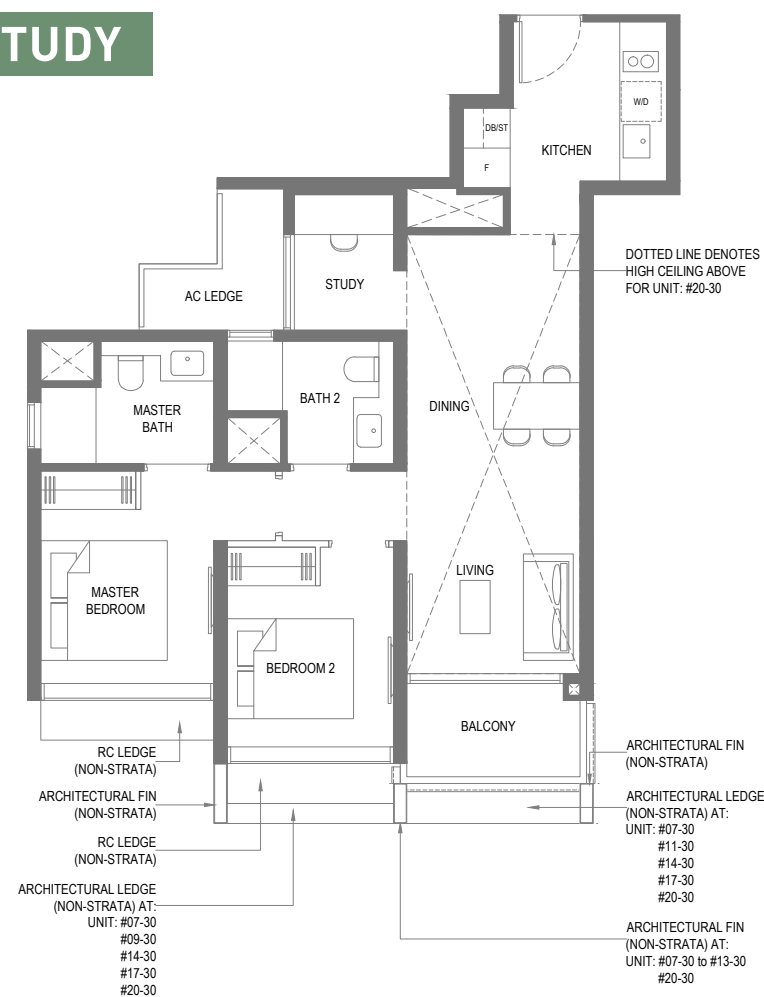 TUDY
W/D
DB/ST
KITCHEN
F
DOTTED LINE DENOTES
HIGH CEILING ABOVE
FOR UNIT: #20-30
STUDY
AC LEDGE
BATH 2
DINING
MASTER
BATH
LIVING
MASTER
BEDROOM
BEDROOM 2
BALCONY
RC LEDGE
(NON-STRATA)
ARCHITECTURAL FIN
(NON-STRATA)
RC LEDGE
(NON-STRATA)
ARCHITECTURAL LEDGE
(NON-STRATA) AT:
UNIT: #07-30
#09-30
#14-30
#17-30
#20-30
ARCHITECTURAL FIN
(NON-STRATA)
ARCHITECTURAL LEDGE
(NON-STRATA) AT:
UNIT: #07-30
#11-30
#14-30
#17-30
#20-30
ARCHITECTURAL FIN
(NON-STRATA) AT:
UNIT: #07-30 to #13-30
#20-30